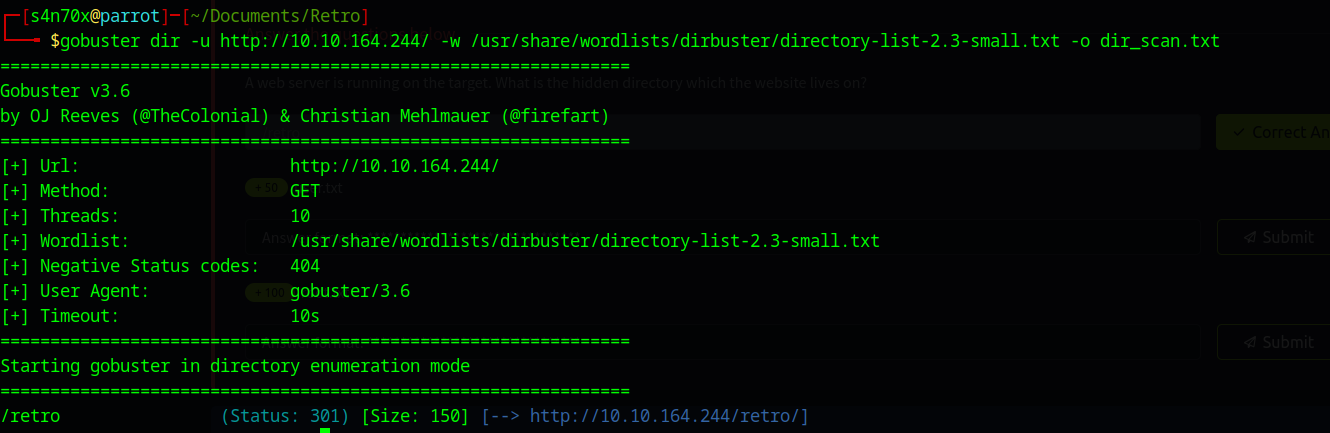 [s4n70x@parrot]-[~/Documents/Retro]
$gobuster dir -u http://10.10.164.244/ -w /usr/share/wordlists/dirbuster/directory-list-2.3-small.txt -o dir_scan.txt
===============================================================
A web server is running on the target. What is the hidden directory which the website lives on?
Gobuster v3.6
by OJ Reeves (@TheColonial) & Christian Mehlmauer (@firefart)
===============================================================
✓ Correct An
[+] Url: http://10.10.164.244/
[+] Method: GET
+ 50 .txt
[+] Threads: 10
[+] Wordlist: /usr/share/wordlists/dirbuster/directory-list-2.3-small.txt
Submit
[+] Negative Status codes: 404
[+] User Agent: gobuster/3.6
+ 100
[+] Timeout: 10s
===============================================================
Submit
Starting gobuster in directory enumeration mode
===============================================================
/retro (Status: 301) [Size: 150] [--> http://10.10.164.244/retro/]